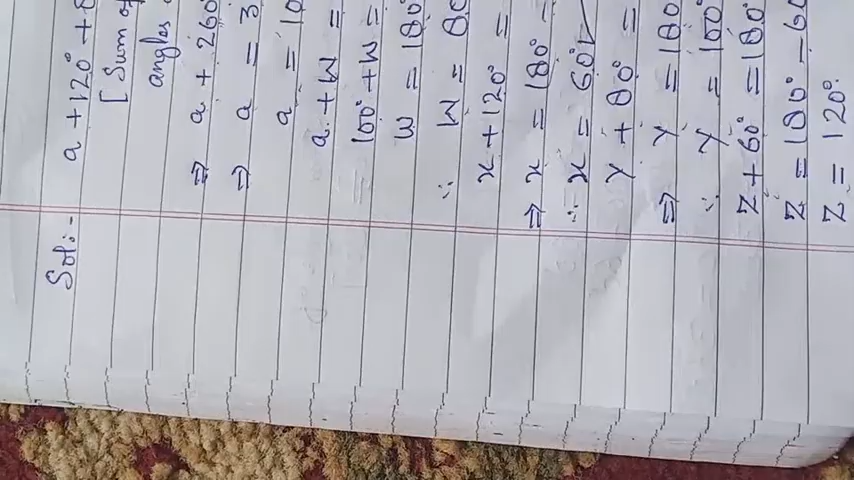 Sol:- a + 120° + 8
[Sum of
angles
⇒ a + 260°
⇒ a = 3
a = 10
a + w =
100° + w =
w = 180°
∴ w = 80
x + 120° =
⇒ x = 180° -
∴ x = 60°
y + 80° =
⇒ y = 180
∴ y = 100°
z + 60° = 180°
z = 180° - 60
z = 120°